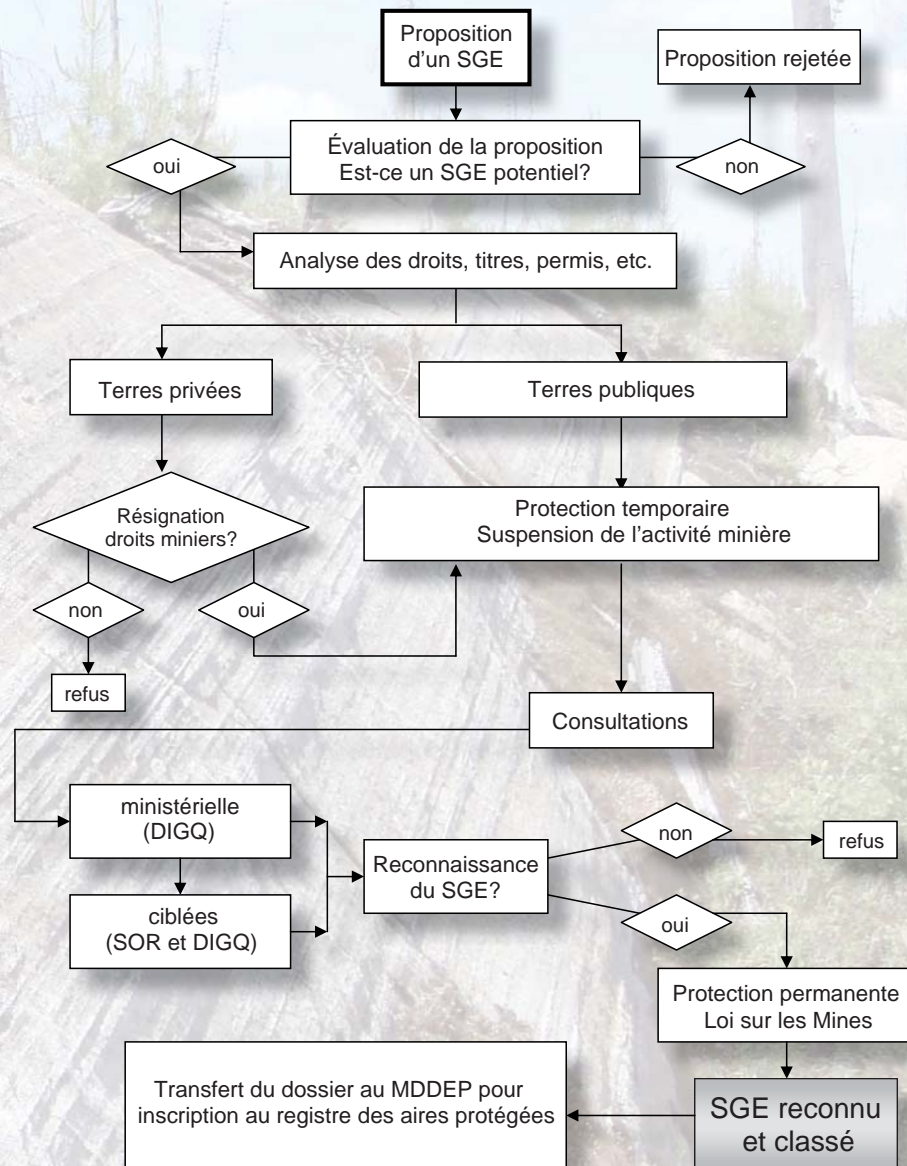 Proposition
d'un SGE
Proposition rejetée
Évaluation de la proposition
Est-ce un SGE potentiel?
oui
non
Analyse des droits, titres, permis, etc.
Terres privées
Terres publiques
Résignation
droits miniers?
Protection temporaire
Suspension de l'activité minière
non
oui
refus
Consultations
ministérielle
(DIGQ)
ciblées
(SOR et DIGQ)
Reconnaissance
du SGE?
non
refus
oui
Protection permanente
Loi sur les Mines
SGE reconnu
et classé
Transfert du dossier au MDDEP pour
inscription au registre des aires protégées